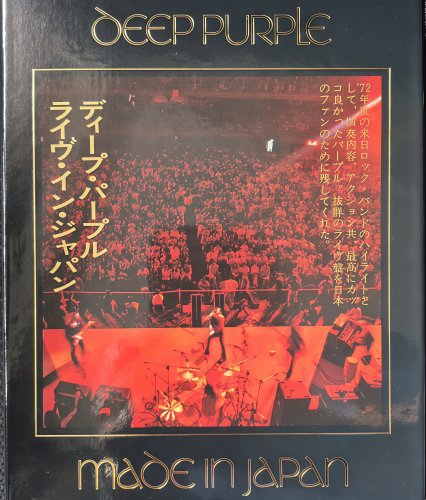 DEEP PURPLE
'72年度の来日ロック・バンドのハイライトと
して、演奏内容、アクション共、最高にカッ
コ良かったパープル。抜群のライヴ盤を日本
のファンのために残してくれた。
ディープ・パープル
ライヴ・イン・ジャパン
MADE IN JAPAN